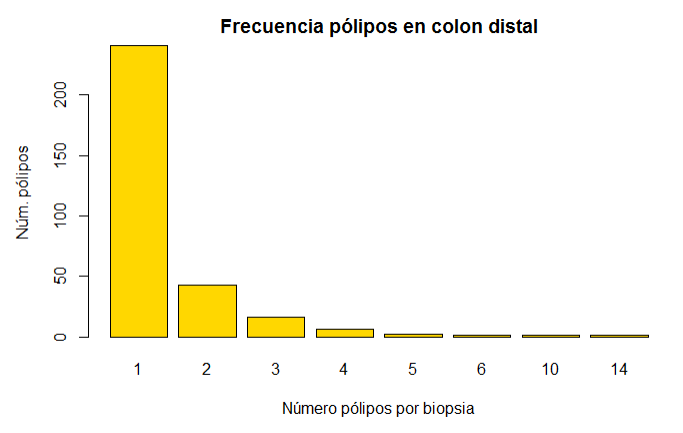 Frecuencia pólipos en colon distal
Núm. pólipos
200
150
100
50
0
1 2 3 4 5 6 10 14
Número pólipos por biopsia